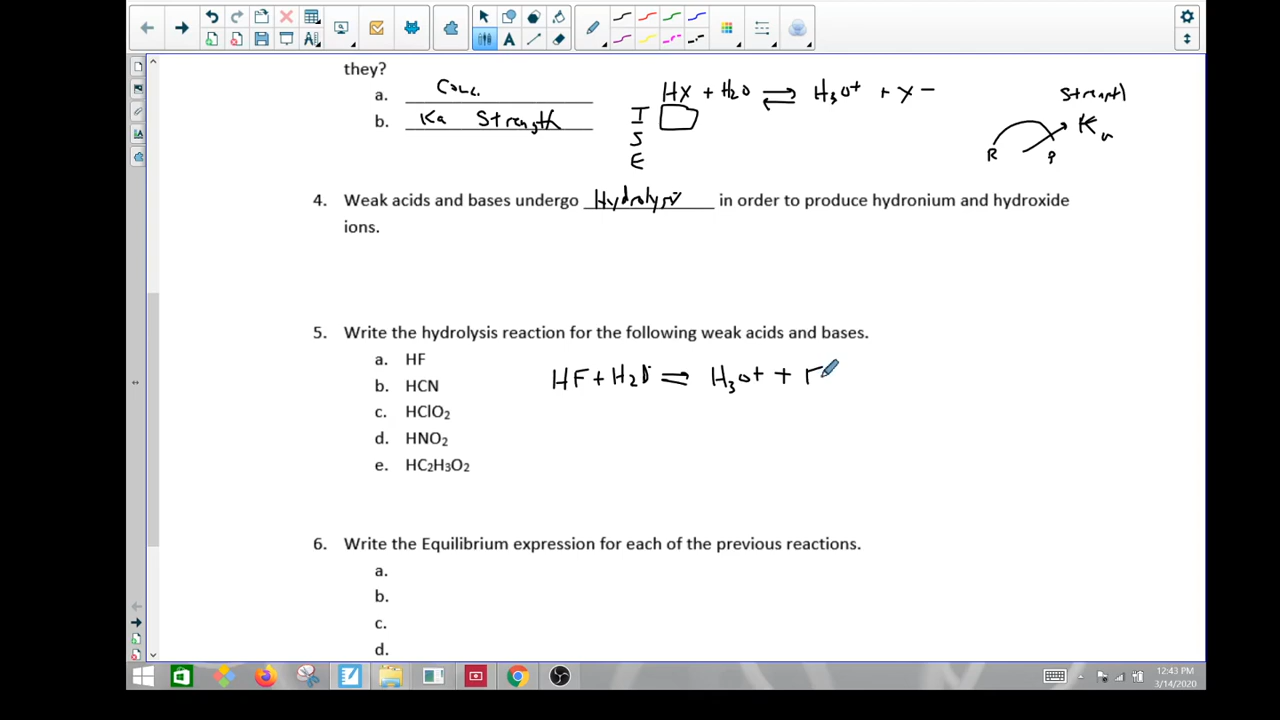 they?
a. Conc.
b. Ka Strength
HX + H2O ⇌ H3O+ + X −
I
S
E
Strength
Ka
R P
4. Weak acids and bases undergo Hydrolysis in order to produce hydronium and hydroxide
ions.
5. Write the hydrolysis reaction for the following weak acids and bases.
a. HF
HF + H2O ⇌ H3O+ +
b. HCN
c. HClO2
d. HNO2
e. HC2H3O2
6. Write the Equilibrium expression for each of the previous reactions.
a.
b.
c.
d.
12:43 PM
3/14/2020